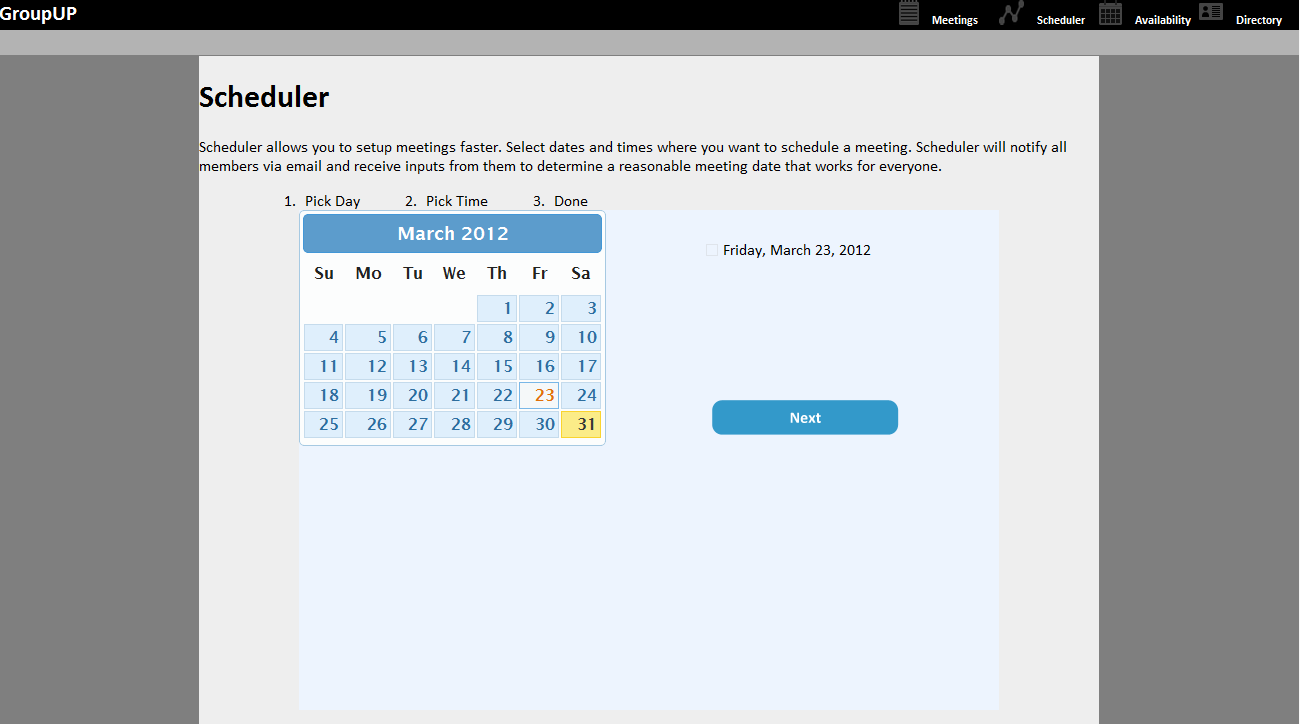 GroupUP
Meetings
Scheduler
Availability
Directory
Scheduler
Scheduler allows you to setup meetings faster. Select dates and times where you want to schedule a meeting. Scheduler will notify all
members via email and receive inputs from them to determine a reasonable meeting date that works for everyone.
1. Pick Day 2. Pick Time 3. Done
March 2012
Su Mo Tu We Th Fr Sa
1 2 3
4 5 6 7 8 9 10
11 12 13 14 15 16 17
18 19 20 21 22 23 24
25 26 27 28 29 30 31
Friday, March 23, 2012
Next